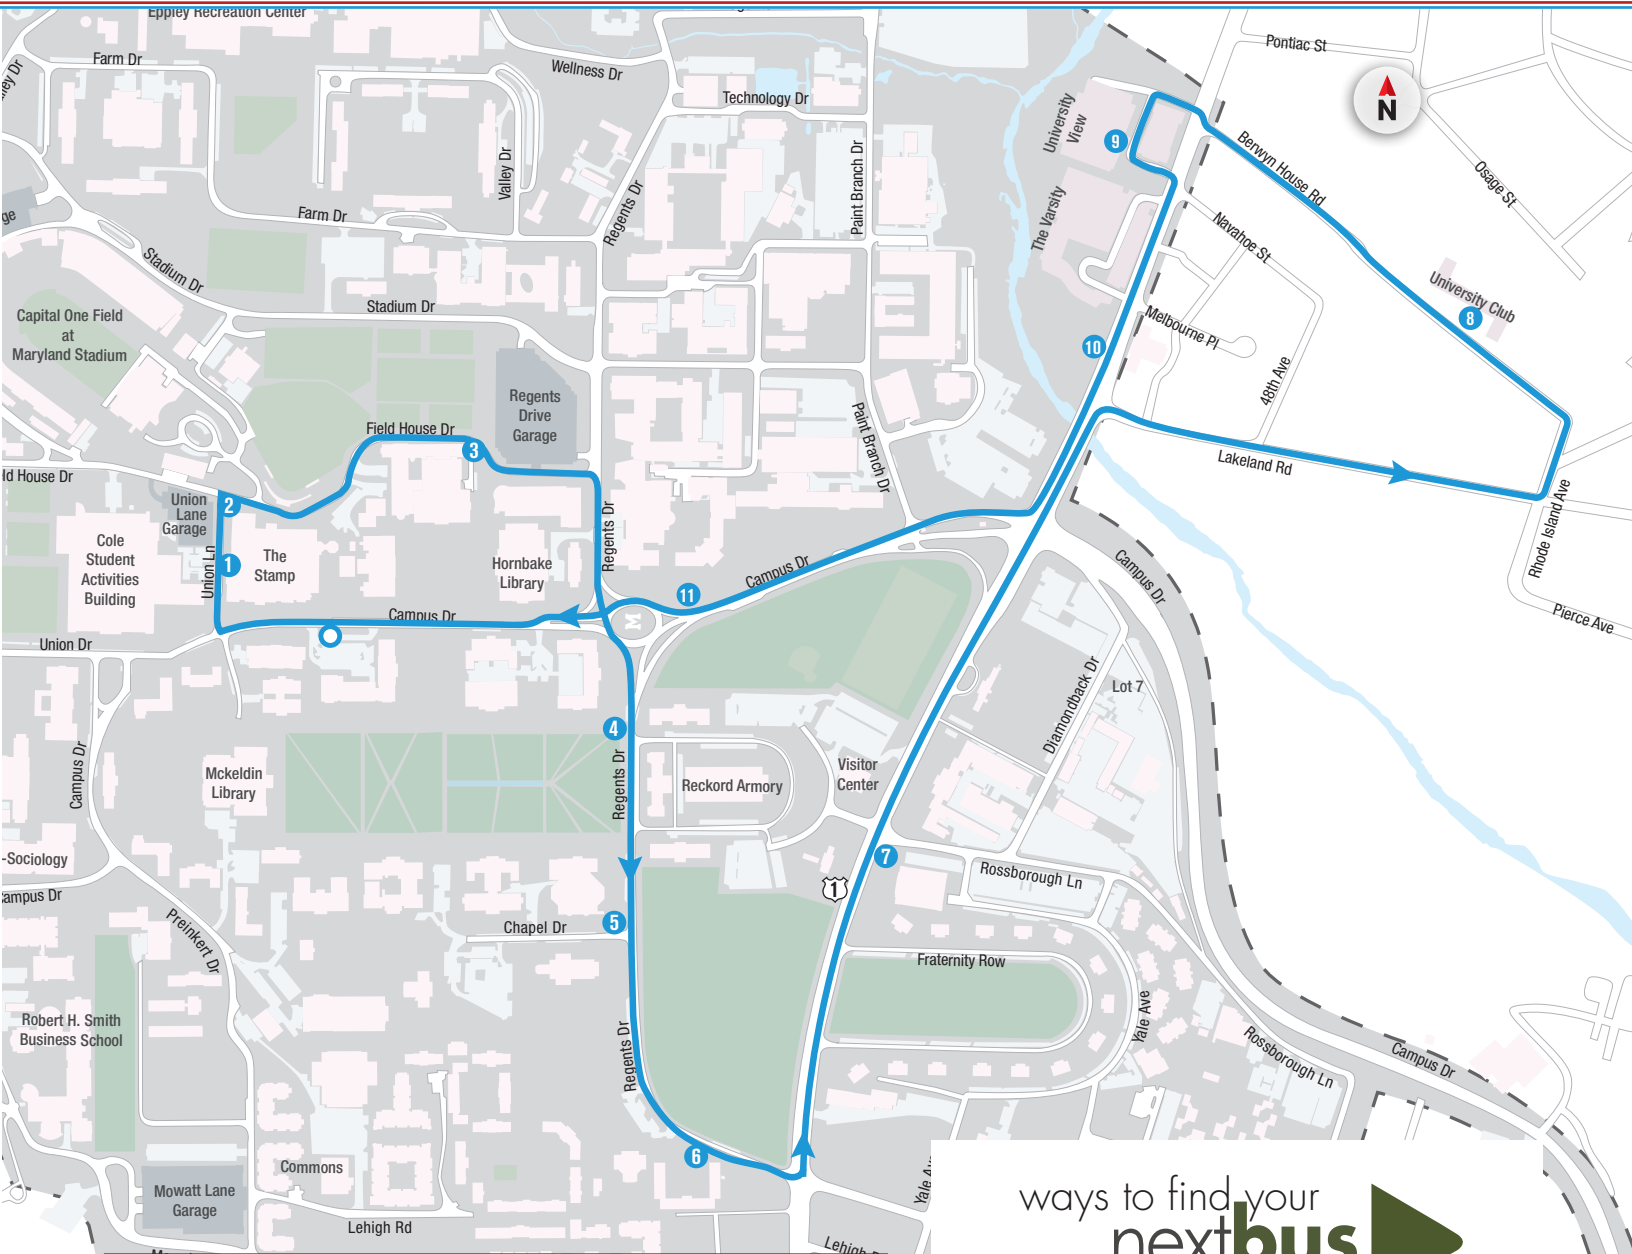 Eppley Recreation Center
Farm Dr
Wellness Dr
Technology Dr
Pontiac St
N
University
View
9
Berwyn House Rd
Osage St
Valley Dr
Paint Branch Dr
Regents Dr
Farm Dr
The Varsity
Navahoe St
Stadium Dr
Stadium Dr
University Club
8
Capital One Field
at
Maryland Stadium
Melbourne Pl
10
48th Ave
Regents
Drive
Garage
Field House Dr
3
Paint Branch Dr
Lakeland Rd
ld House Dr
Union
Lane
Garage
2
Rhode Island Ave
Cole
Student
Activities
Building
Union Ln
1
The
Stamp
Hornbake
Library
Regents Dr
Campus Dr
Campus Dr
11
Campus Dr
M
Pierce Ave
Union Dr
Diamondback Dr
Lot 7
4
Campus Dr
Mckeldin
Library
Regents Dr
Reckord Armory
Visitor
Center
-Sociology
7
1
Rossborough Ln
ampus Dr
Preinkert Dr
Chapel Dr
5
Fraternity Row
Robert H. Smith
Business School
Regents Dr
Yale Ave
Rossborough Ln
Campus Dr
6
Commons
Mowatt Lane
Garage
Lehigh Rd
Yale Av
Lehigh
ways to find your
nextbus